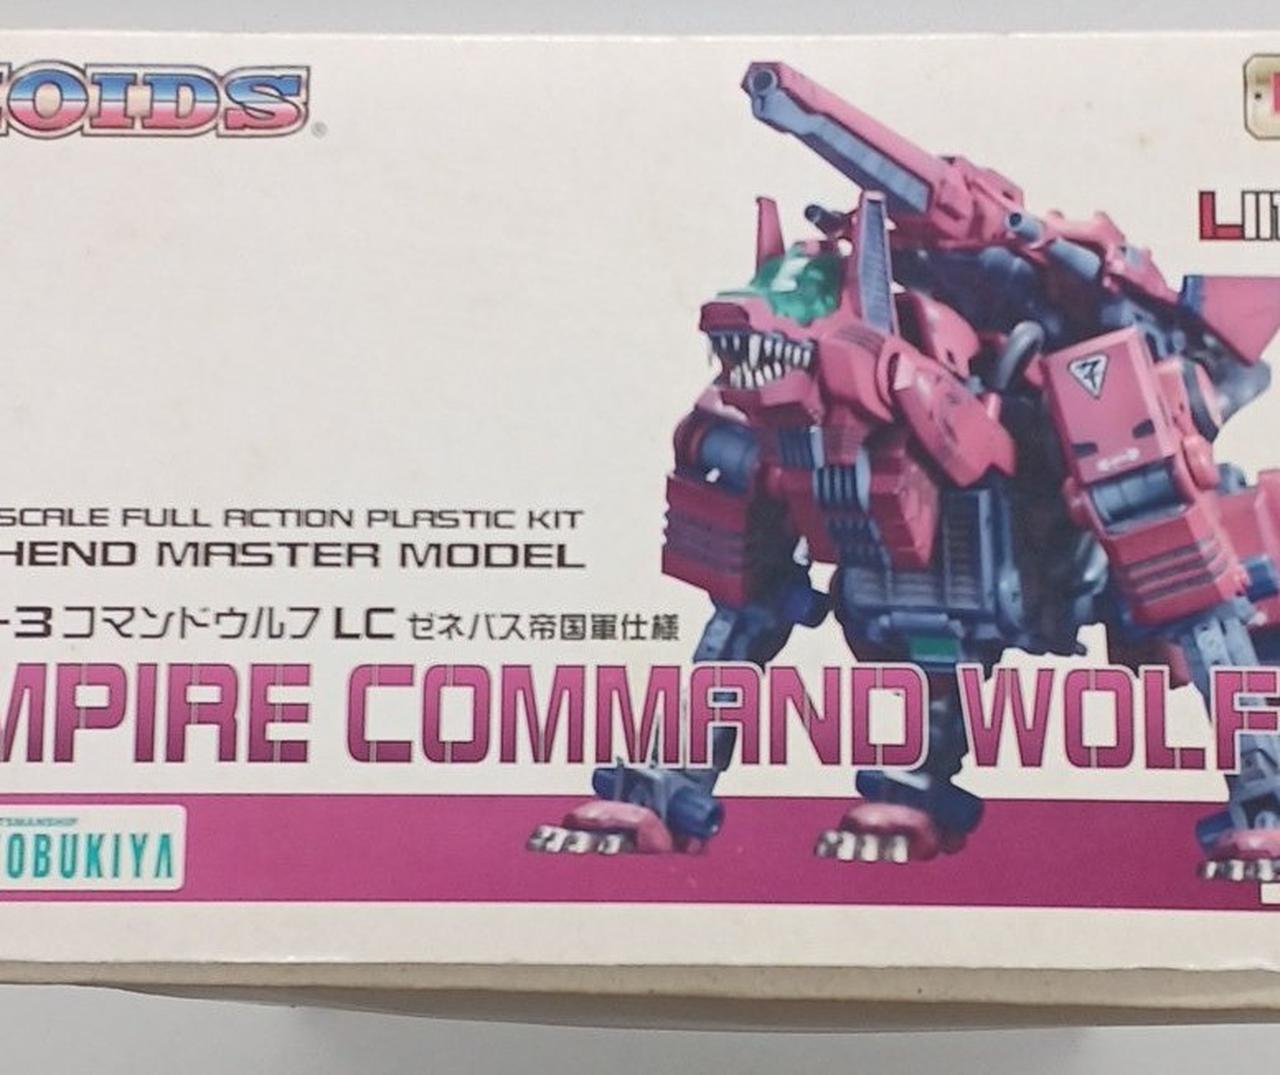 OIDS®
SCALE FULL ACTION PLASTIC KIT
HEND MASTER MODEL
-3 コマンドウルフ LC ゼネバス帝国軍仕様
MPIRE COMMAND WOLF
TSMANSHIP
OBUKIYA